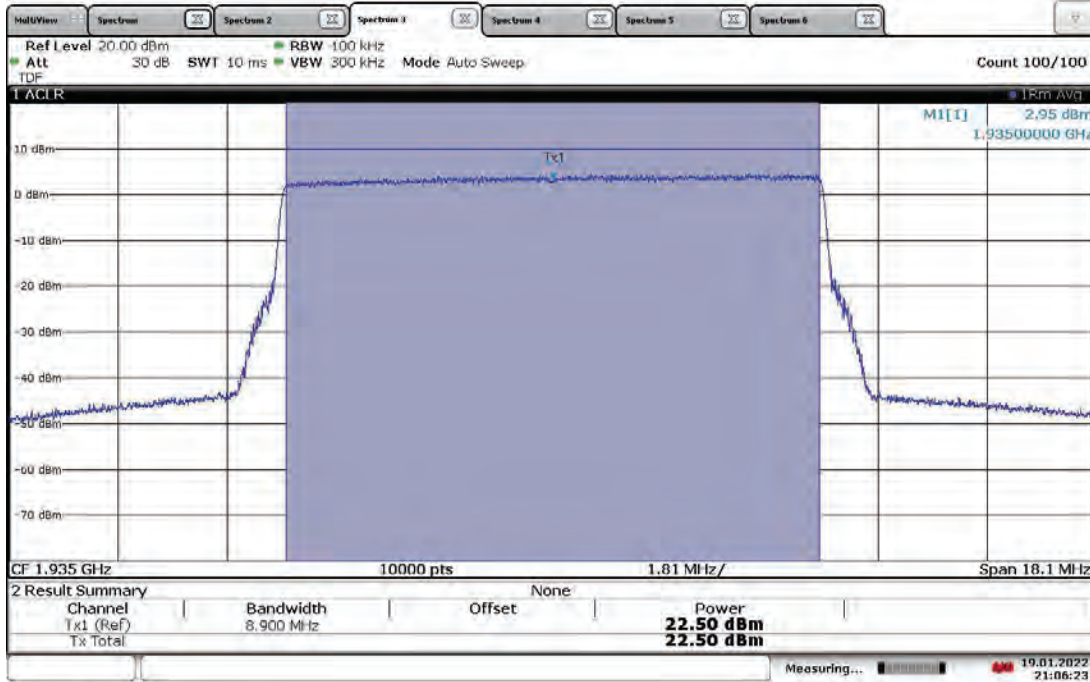 MultiView Spectrum Spectrum 2 Spectrum 3 Spectrum 4 Spectrum 5 Spectrum 6
Ref Level 20.00 dBm RBW 100 kHz
Att 30 dB SWT 10 ms VBW 300 kHz Mode Auto Sweep Count 100/100
TDF
1 ACLR 1Rm Avg
M1[1] 2.95 dBm
1.93500000 GHz
10 dBm
Tx1
0 dBm
-10 dBm
-20 dBm
-30 dBm
-40 dBm
-50 dBm
-60 dBm
-70 dBm
CF 1.935 GHz 10000 pts 1.81 MHz/ Span 18.1 MHz
2 Result Summary None
Channel Bandwidth Offset Power
Tx1 (Ref) 8.900 MHz 22.50 dBm
Tx Total 22.50 dBm
Measuring... 19.01.2022
21:06:23